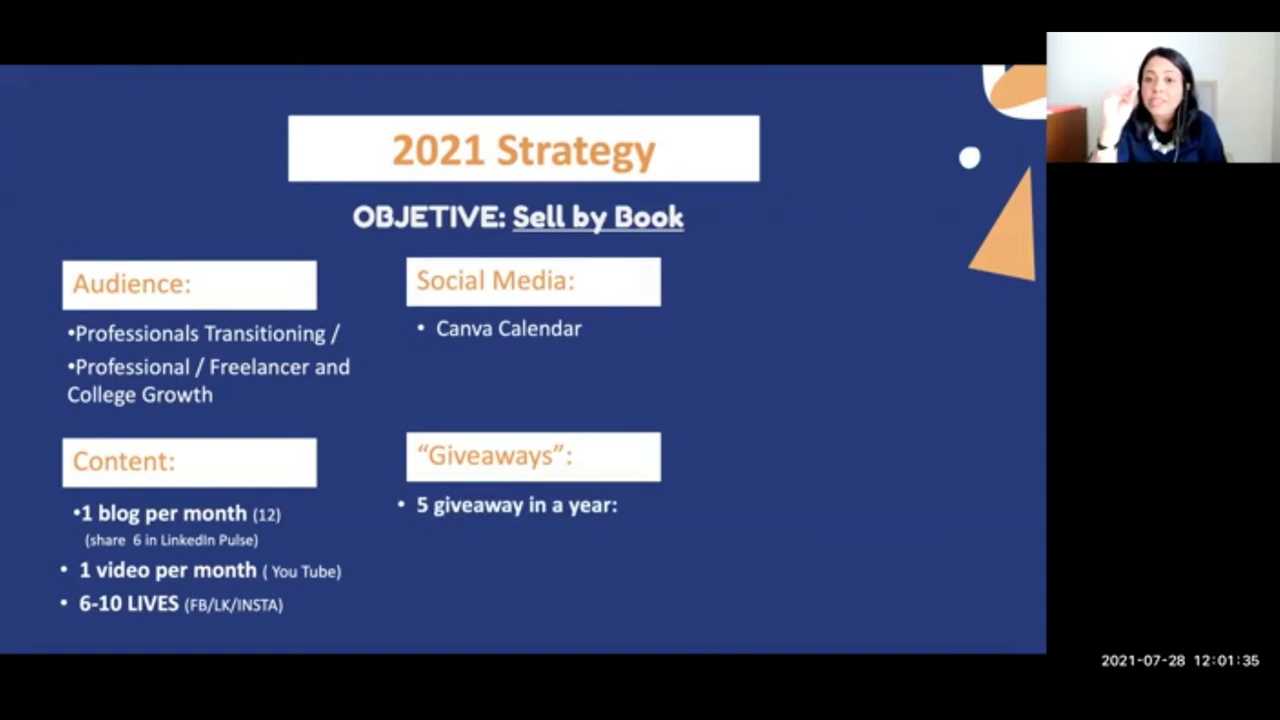 2021 Strategy
OBJETIVE: Sell by Book
Audience:
•Professionals Transitioning /
•Professional / Freelancer and
College Growth
Social Media:
• Canva Calendar
Content:
•1 blog per month (12)
(share 6 in LinkedIn Pulse)
• 1 video per month ( You Tube)
• 6-10 LIVES (FB/LK/INSTA)
“Giveaways”:
• 5 giveaway in a year:
2021-07-28 12:01:35